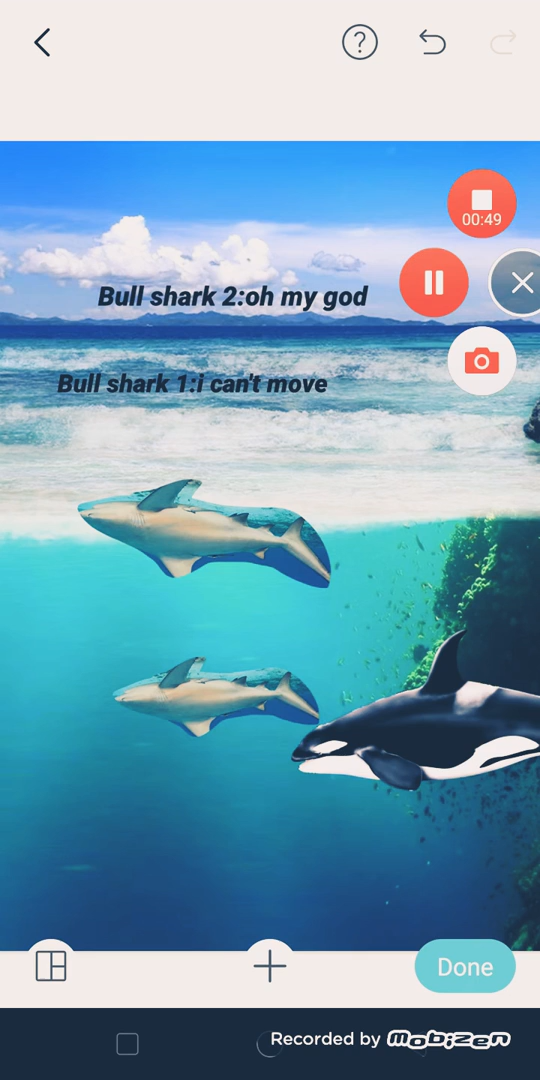 00:49
Bull shark 2:oh my god
Bull shark 1:i can't move
Done
Recorded by Mobizen